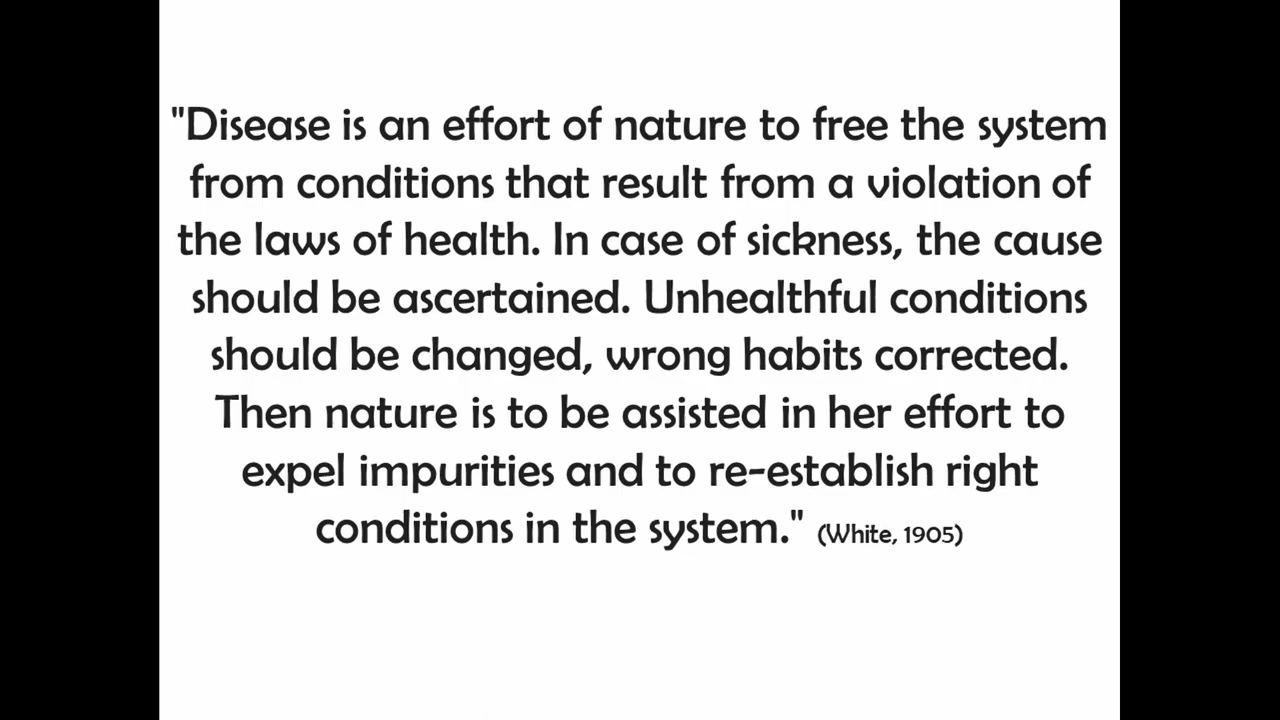 "Disease is an effort of nature to free the system
from conditions that result from a violation of
the laws of health. In case of sickness, the cause
should be ascertained. Unhealthful conditions
should be changed, wrong habits corrected.
Then nature is to be assisted in her effort to
expel impurities and to re-establish right
conditions in the system." (White, 1905)